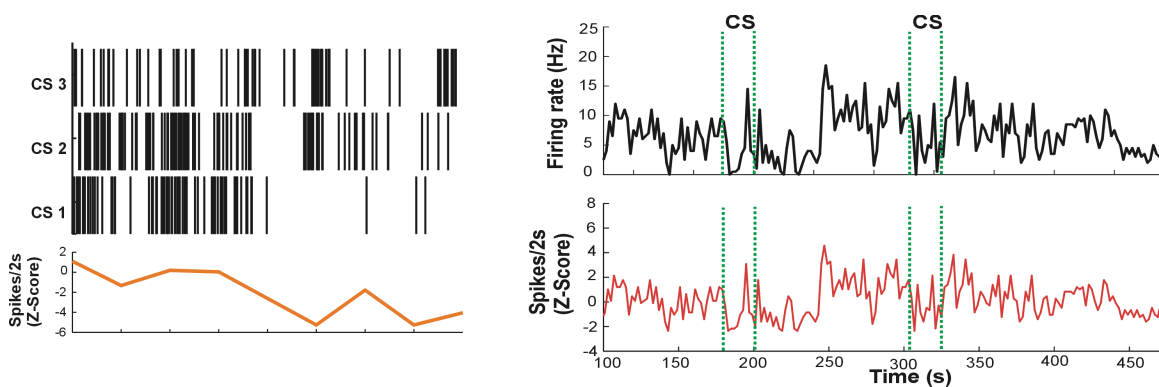 CS 3
CS 2
CS 1
Spikes/2s
(Z-Score)
2
0
-2
-4
-6
CS CS
Firing rate (Hz)
25
20
15
10
5
0
Spikes/2s
(Z-Score)
8
6
4
2
0
-2
-4
100 150 200 250 300 350 400 450
Time (s)